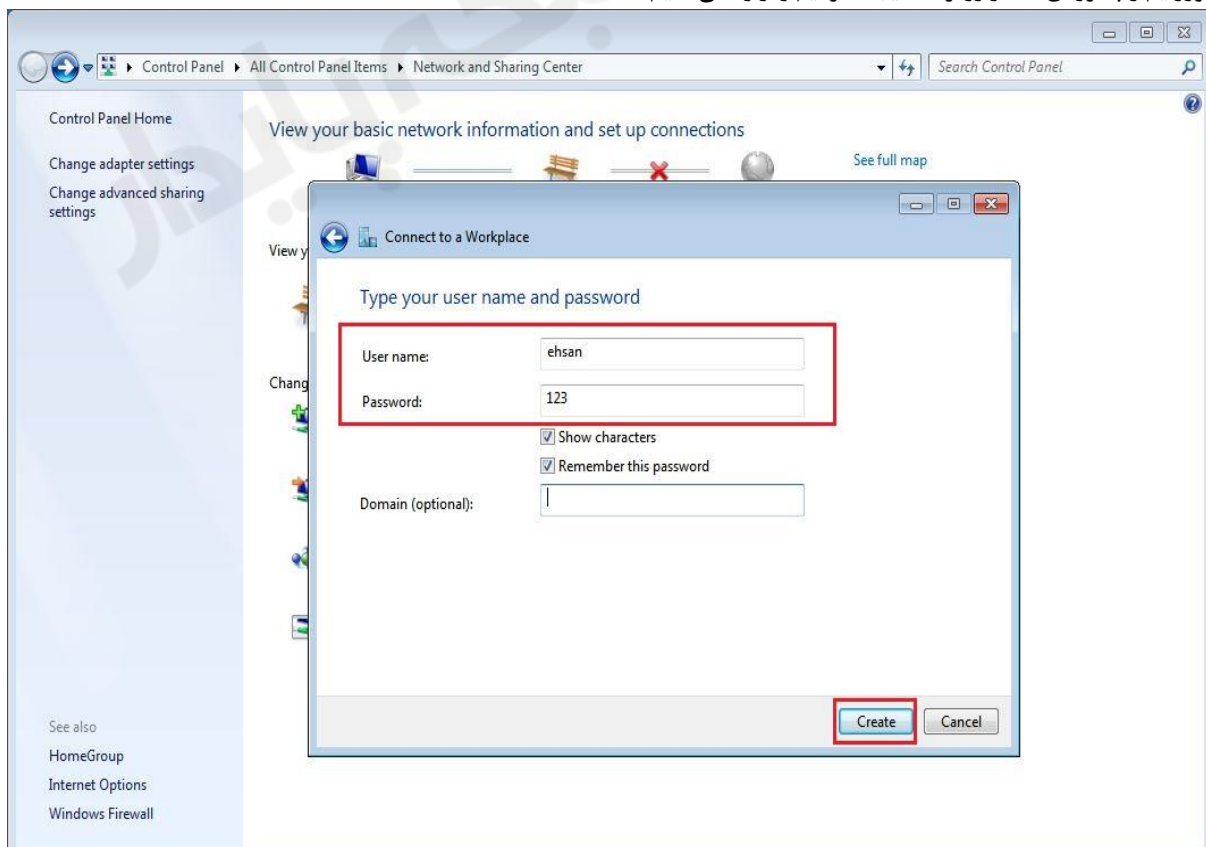 Control Panel ▸ All Control Panel Items ▸ Network and Sharing Center
Search Control Panel
Control Panel Home
Change adapter settings
Change advanced sharing
settings
See also
HomeGroup
Internet Options
Windows Firewall
View your basic network information and set up connections
See full map
View y
Chang
Connect to a Workplace
Type your user name and password
User name:
ehsan
Password:
123
Show characters
Remember this password
Domain (optional):
Create
Cancel